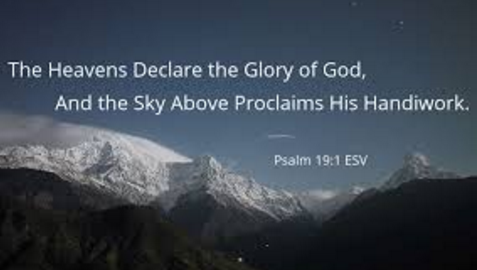 The Heavens Declare the Glory of God,
And the Sky Above Proclaims His Handiwork.
Psalm 19:1 ESV